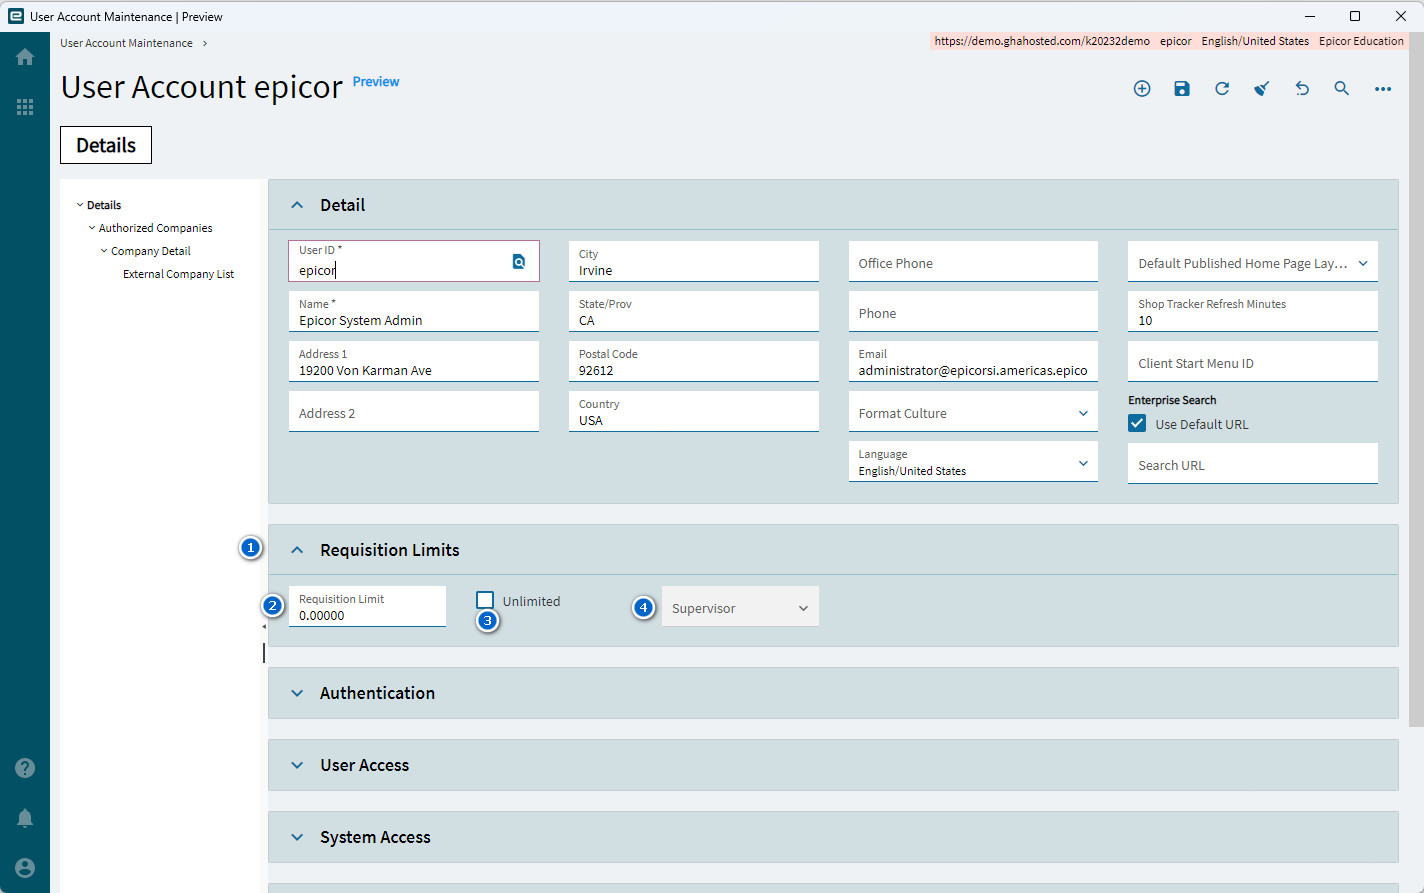 User Account Maintenance | Preview
User Account Maintenance
https://demo.ghahosted.com/k20232demo epicor English/United States Epicor Education
User Account epicor Preview
Details
Details
Authorized Companies
Company Detail
External Company List
Detail
User ID *
epicor
Name *
Epicor System Admin
Address 1
19200 Von Karman Ave
Address 2
City
Irvine
State/Prov
CA
Postal Code
92612
Country
USA
Office Phone
Phone
Email
administrator@epicorsi.americas.epico
Format Culture
Language
English/United States
Default Published Home Page Lay...
Shop Tracker Refresh Minutes
10
Client Start Menu ID
Enterprise Search
Use Default URL
Search URL
1
Requisition Limits
2
Requisition Limit
0.00000
Unlimited
3
4
Supervisor
Authentication
User Access
System Access